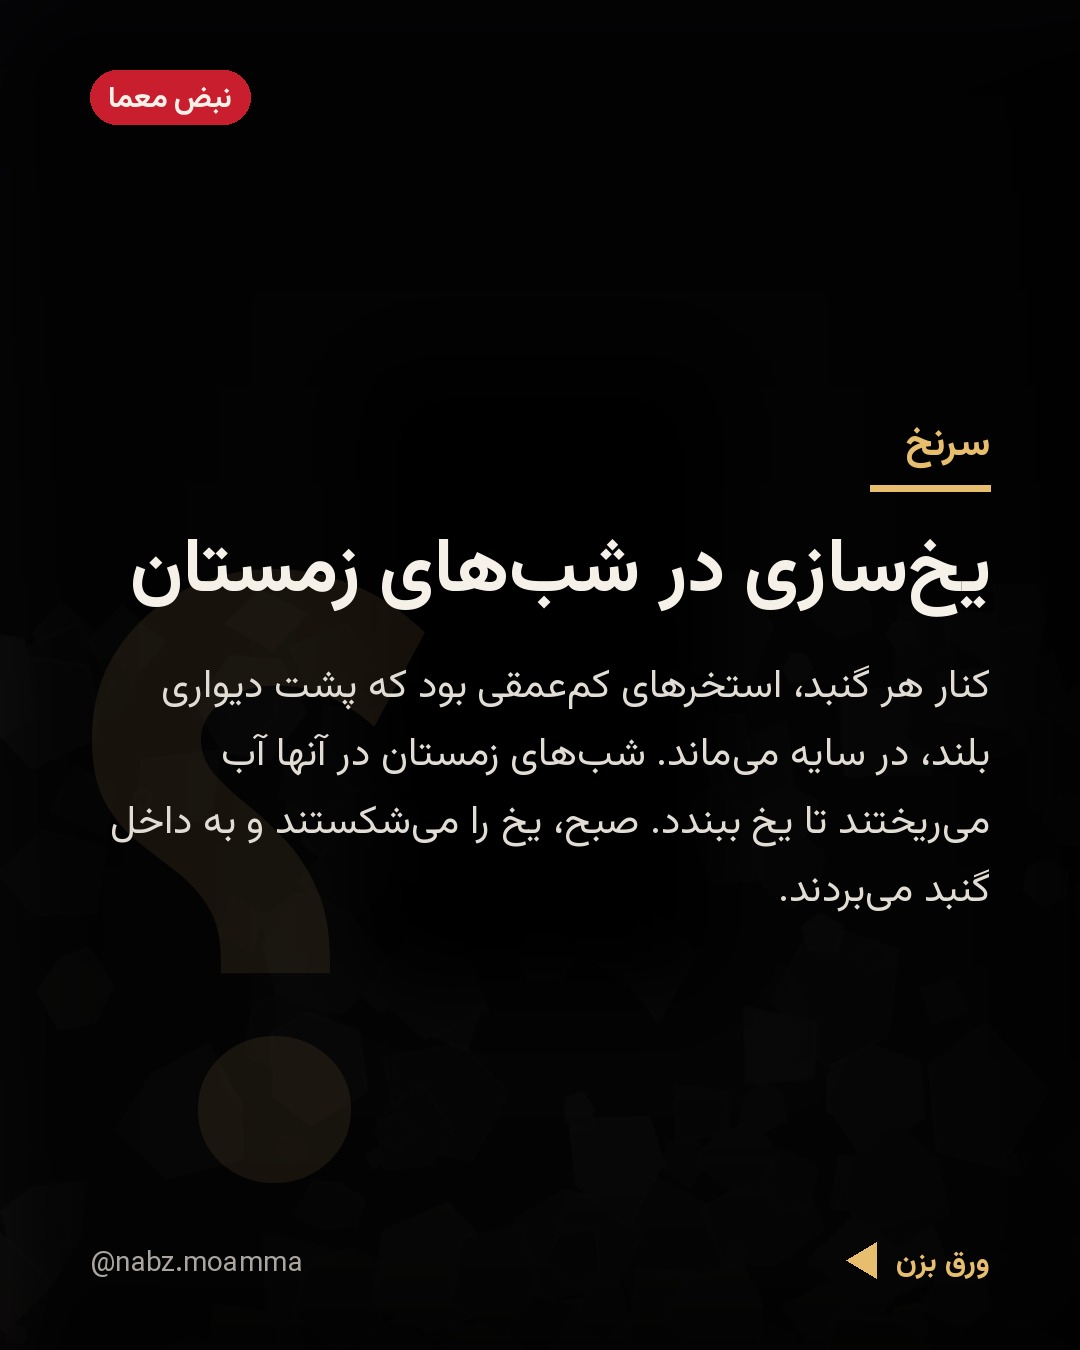 نبض معما
سرنخ
یخ‌سازی در شب‌های زمستان
کنار هر گنبد، استخرهای کم‌عمقی بود که پشت دیواری
بلند، در سایه می‌ماند. شب‌های زمستان در آنها آب
می‌ریختند تا یخ ببندد. صبح، یخ را می‌شکستند و به داخل
گنبد می‌بردند.
ورق بزن
@nabz.moamma